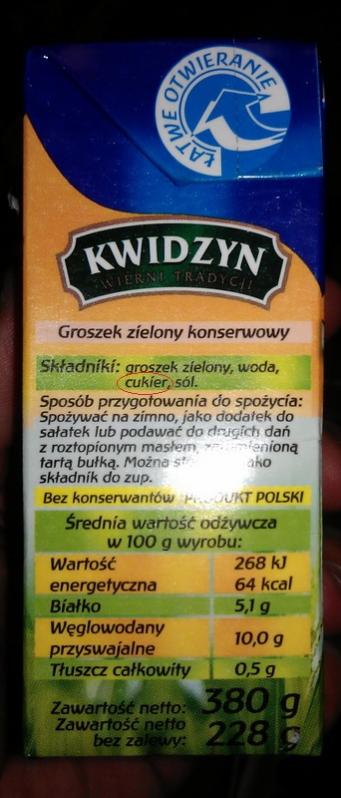 ŁATWE OTWIERANIE
KWIDZYN
WIERNI TRADYCJI
Groszek zielony konserwowy
Składniki: groszek zielony, woda,
cukier, sól.
Sposób przygotowania do spożycia:
Spożywać na zimno, jako dodatek do
sałatek lub podawać do drugich dań
z roztopionym masłem,
tartą bułką. Można jako
składnik do zup.
Bez konserwantów PRODUKT POLSKI
Średnia wartość odżywcza
w 100 g wyrobu:
Wartość 268 kJ
energetyczna 64 kcal
Białko 5,1 g
Węglowodany
przyswajalne 10,0 g
Tłuszcz całkowity 0,5 g
Zawartość netto: 380 g
Zawartość netto
bez zalewy: 228 g